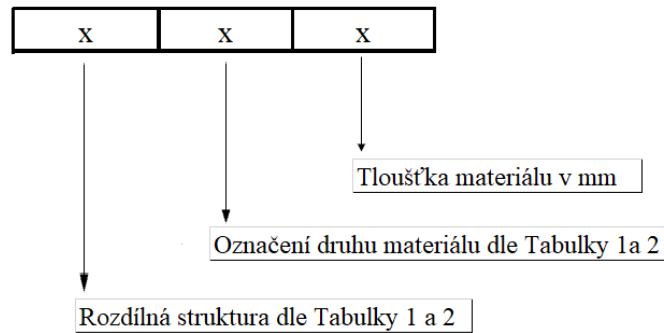 x x x
Tloušťka materiálu v mm
Označení druhu materiálu dle Tabulky 1a 2
Rozdílná struktura dle Tabulky 1 a 2